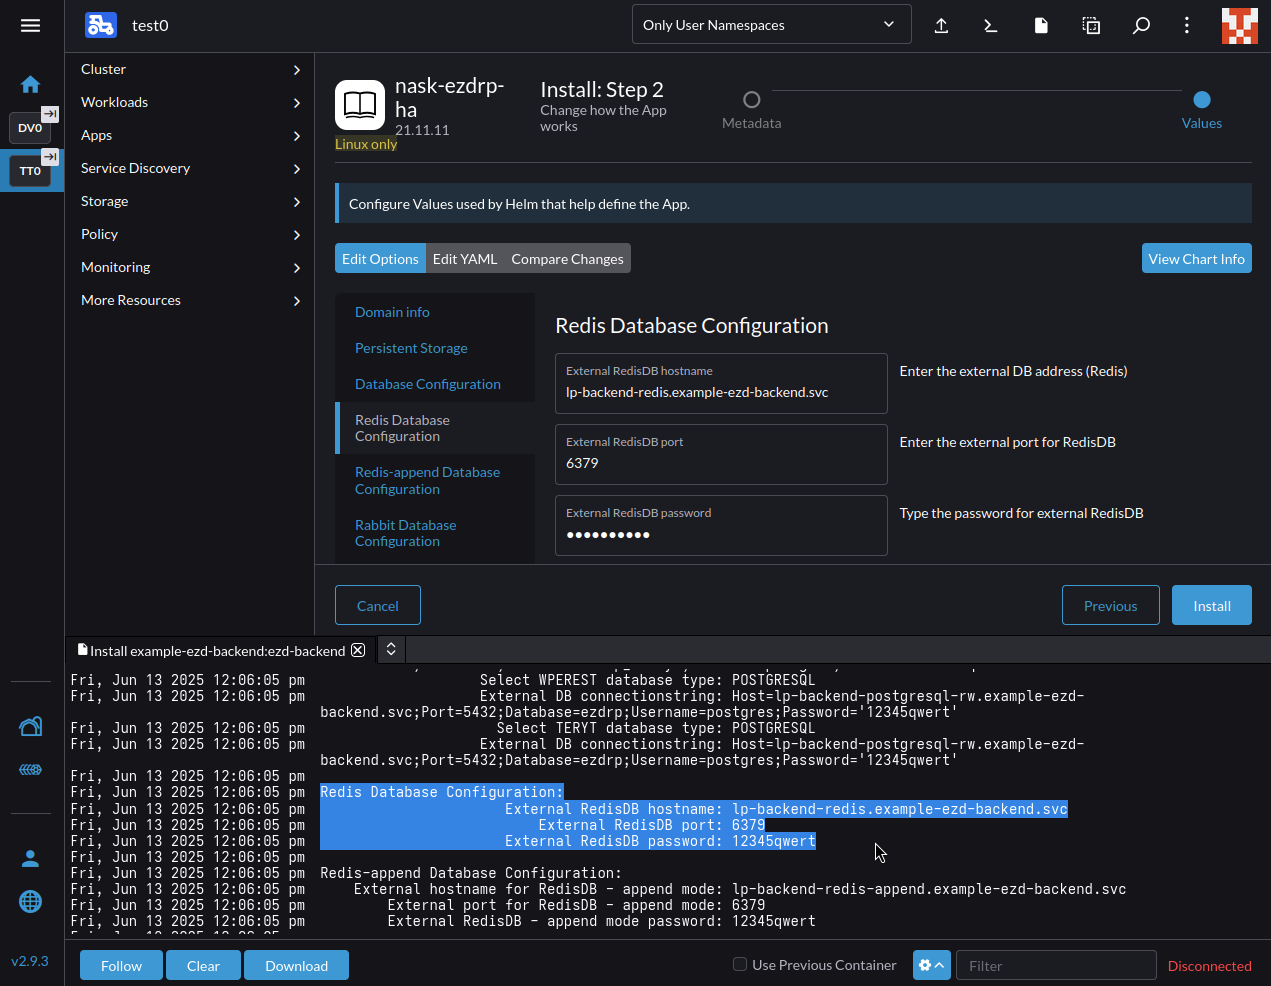 test0
Only User Namespaces
DV0
TT0
Cluster
Workloads
Apps
Service Discovery
Storage
Policy
Monitoring
More Resources
nask-ezdrp-
ha
21.11.11
Linux only
Install: Step 2
Change how the App
works
Metadata
Values
Configure Values used by Helm that help define the App.
Edit Options Edit YAML Compare Changes
View Chart Info
Domain info
Persistent Storage
Database Configuration
Redis Database
Configuration
Redis-append Database
Configuration
Rabbit Database
Configuration
Redis Database Configuration
External RedisDB hostname
lp-backend-redis.example-ezd-backend.svc
Enter the external DB address (Redis)
External RedisDB port
6379
Enter the external port for RedisDB
External RedisDB password
••••••••••
Type the password for external RedisDB
Cancel
Previous
Install
Install example-ezd-backend:ezd-backend
Fri, Jun 13 2025 12:06:05 pm Select WPEREST database type: POSTGRESQL
Fri, Jun 13 2025 12:06:05 pm External DB connectionstring: Host=lp-backend-postgresql-rw.example-ezd-
backend.svc;Port=5432;Database=ezdrp;Username=postgres;Password='12345qwert'
Fri, Jun 13 2025 12:06:05 pm Select TERYT database type: POSTGRESQL
Fri, Jun 13 2025 12:06:05 pm External DB connectionstring: Host=lp-backend-postgresql-rw.example-ezd-
backend.svc;Port=5432;Database=ezdrp;Username=postgres;Password='12345qwert'
Fri, Jun 13 2025 12:06:05 pm
Fri, Jun 13 2025 12:06:05 pm Redis Database Configuration:
Fri, Jun 13 2025 12:06:05 pm External RedisDB hostname: lp-backend-redis.example-ezd-backend.svc
Fri, Jun 13 2025 12:06:05 pm External RedisDB port: 6379
Fri, Jun 13 2025 12:06:05 pm External RedisDB password: 12345qwert
Fri, Jun 13 2025 12:06:05 pm
Fri, Jun 13 2025 12:06:05 pm Redis-append Database Configuration:
Fri, Jun 13 2025 12:06:05 pm External hostname for RedisDB - append mode: lp-backend-redis-append.example-ezd-backend.svc
Fri, Jun 13 2025 12:06:05 pm External port for RedisDB - append mode: 6379
Fri, Jun 13 2025 12:06:05 pm External RedisDB - append mode password: 12345qwert
v2.9.3
Follow
Clear
Download
Use Previous Container
Filter
Disconnected